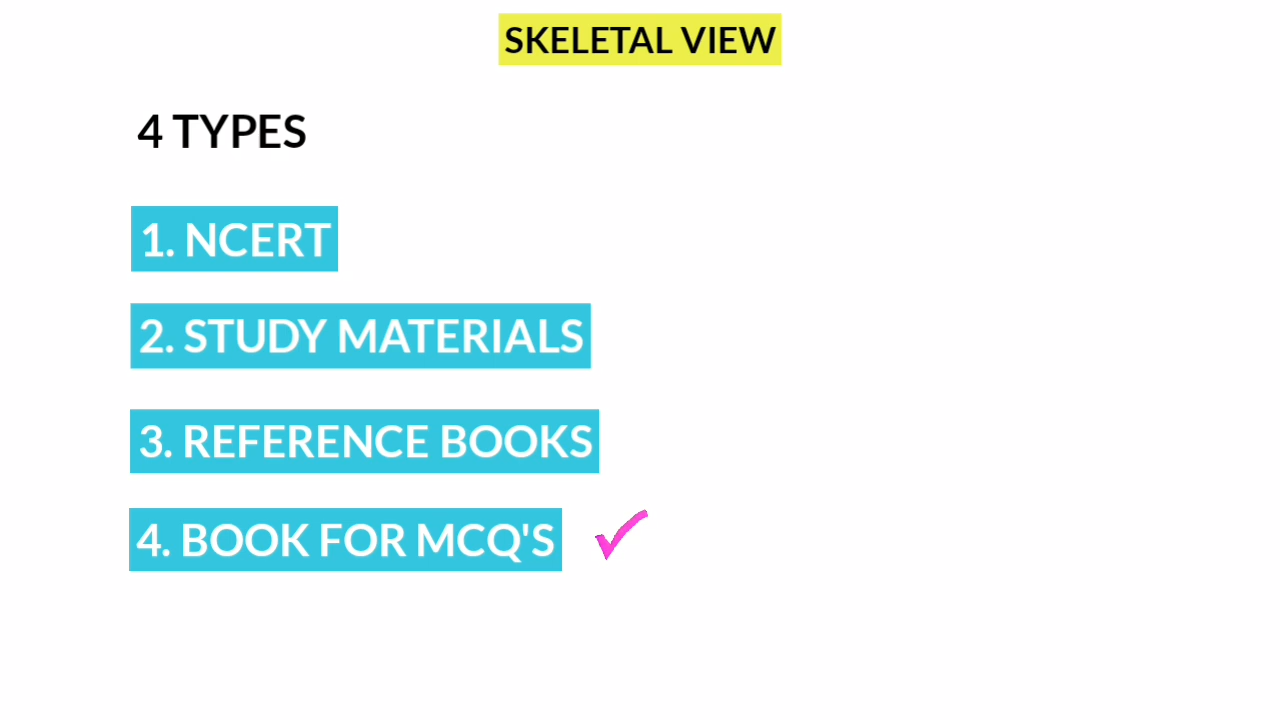 SKELETAL VIEW
4 TYPES
1. NCERT
2. STUDY MATERIALS
3. REFERENCE BOOKS
4. BOOK FOR MCQ'S